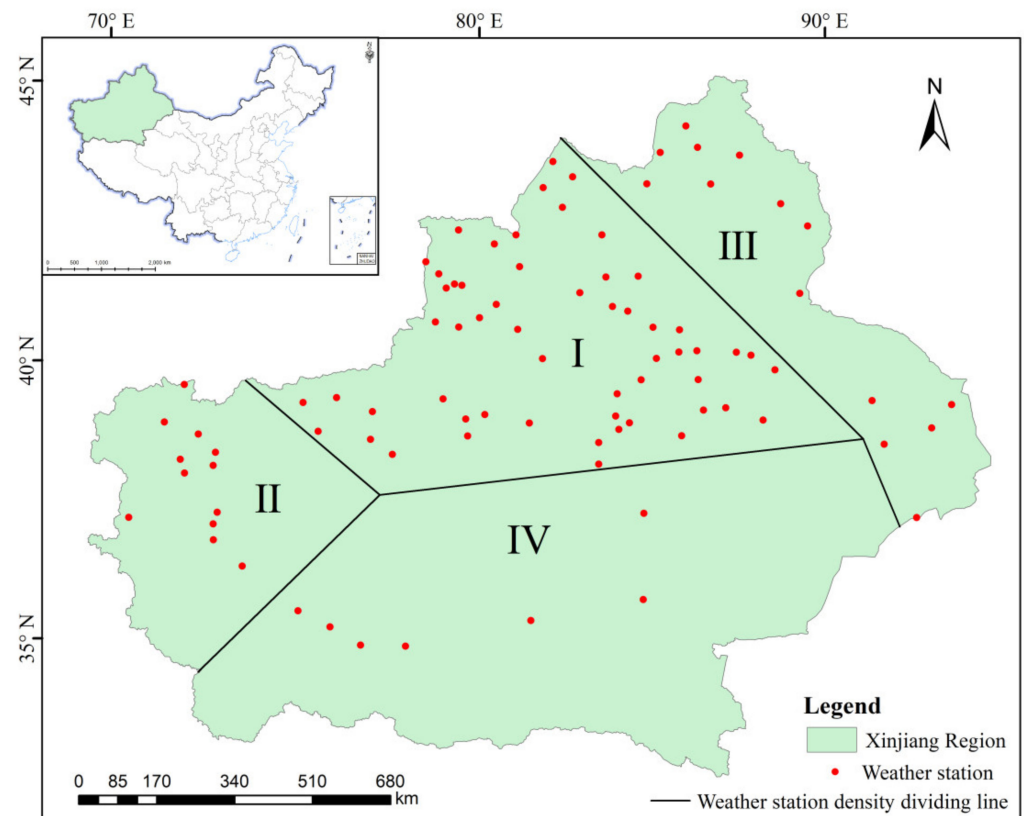 70° E 80° E 90° E
45° N
40° N
35° N
N
0 500 1,000 2,000 km
N
III
I
II
IV
Legend
Xinjiang Region
Weather station
Weather station density dividing line
0 85 170 340 510 680
km